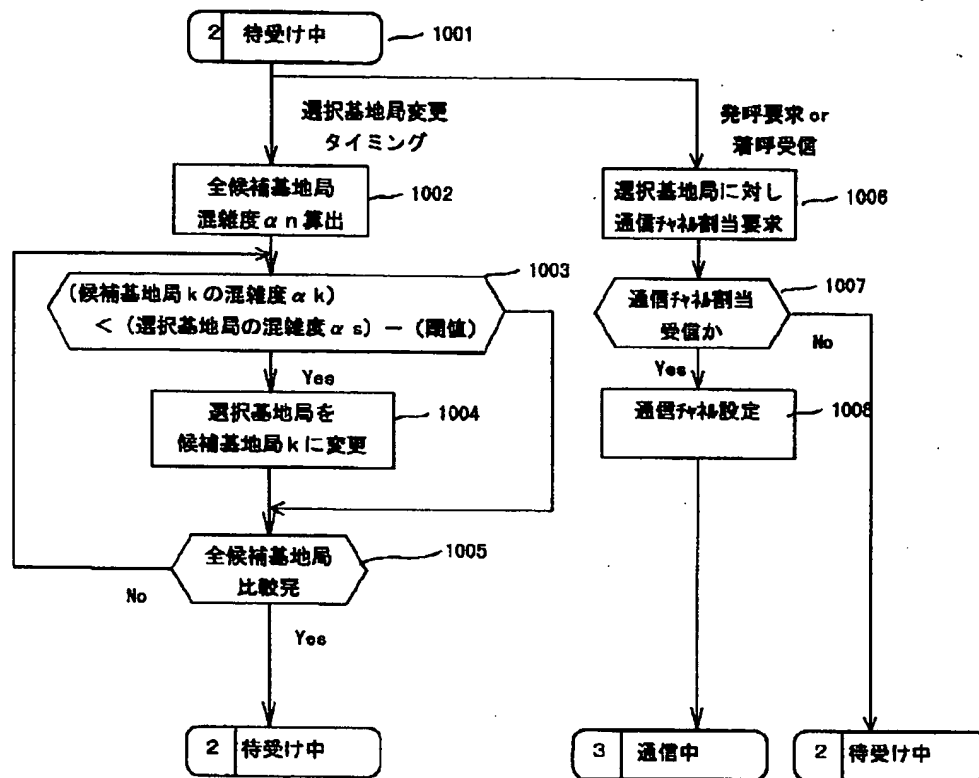 2 待受け中
1001
選択基地局変更
タイミング
発呼要求 or
着呼受信
全候補基地局
混雑度αn算出
1002
選択基地局に対し
通信チャネル割当要求
1006
(候補基地局kの混雑度αk)
<(選択基地局の混雑度αs)−(閾値)
1003
通信チャネル割当
受信か
1007
Yes
No
Yes
選択基地局を
候補基地局kに変更
1004
通信チャネル設定
1008
全候補基地局
比較完
1005
No
Yes
2 待受け中
3 通信中
2 待受け中